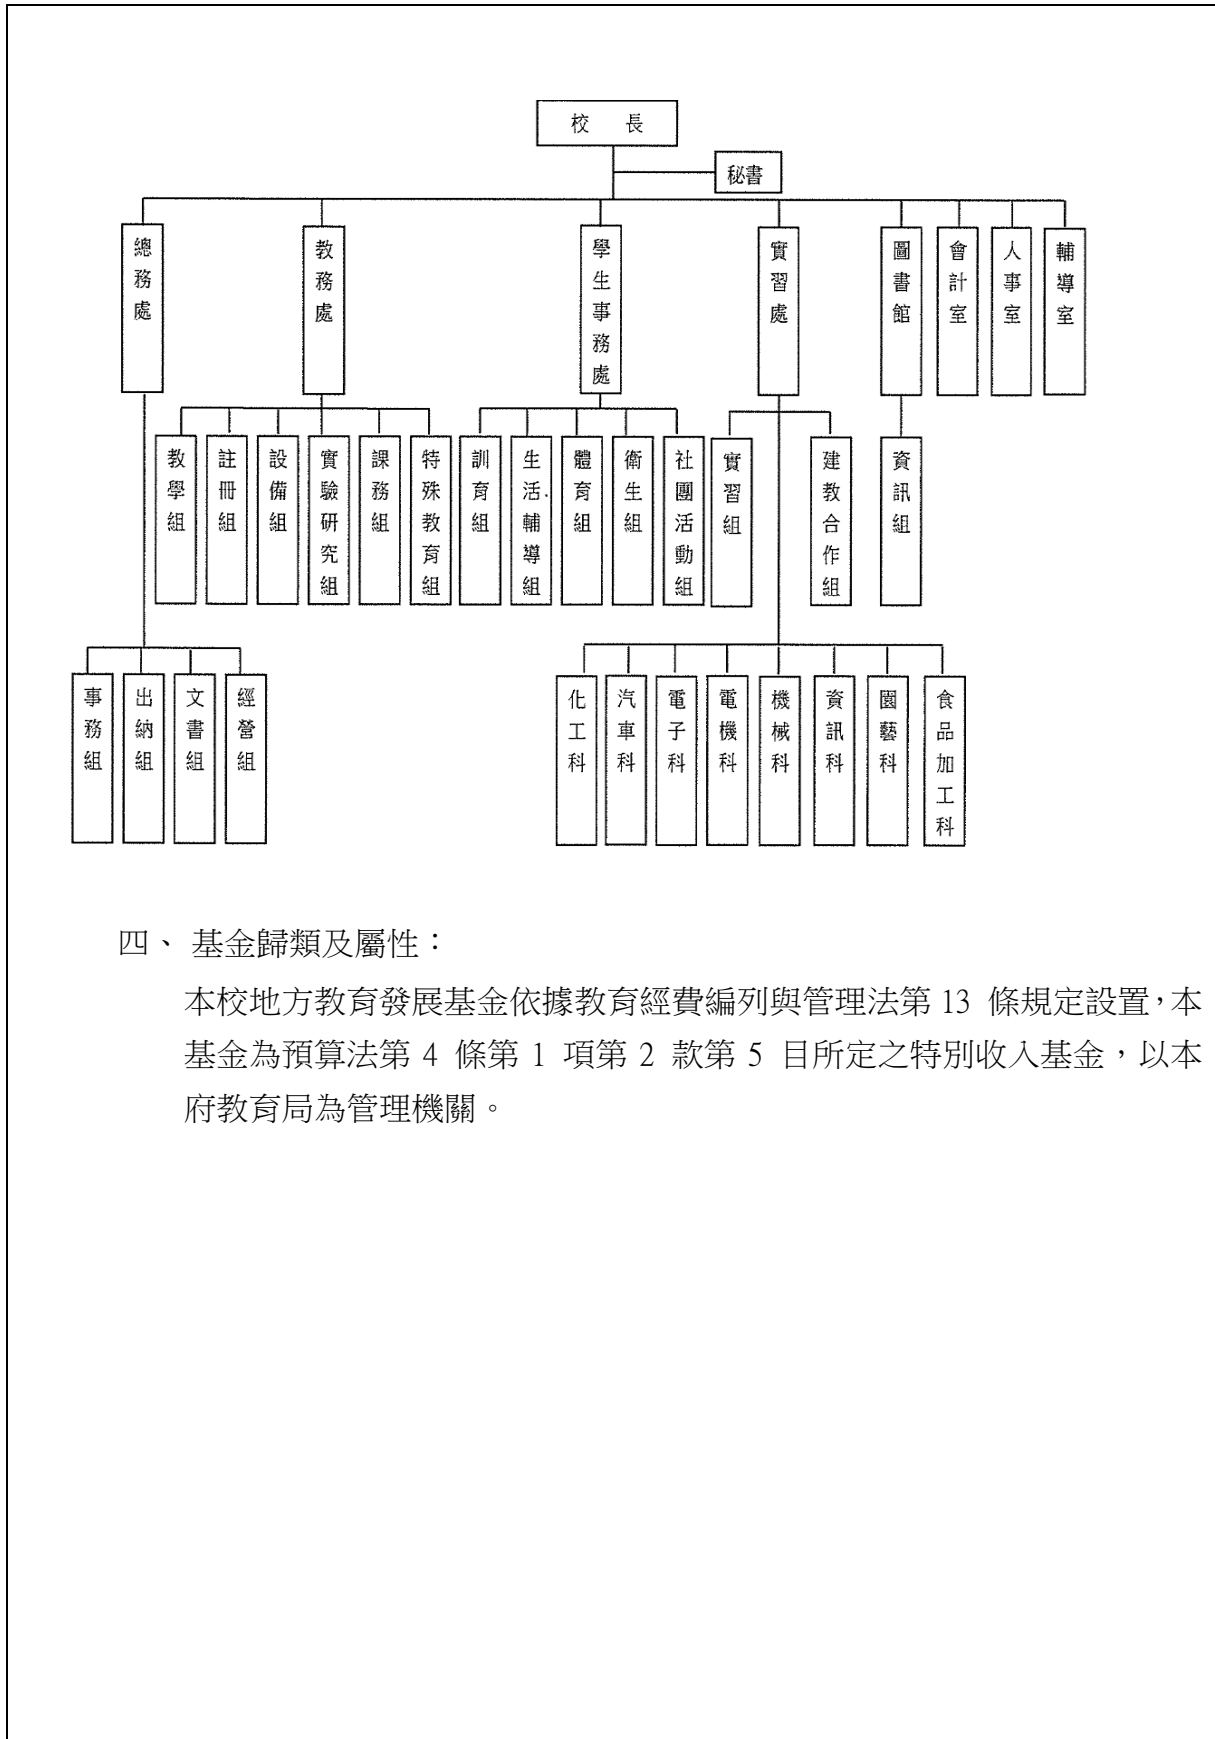 校 長
秘書
總務處
教務處
學生事務處
實習處
圖書館
會計室
人事室
輔導室
教學組
註冊組
設備組
實驗研究組
課務組
特殊教育組
訓育組
生活輔導組
體育組
衛生組
社團活動組
實習組
建教合作組
資訊組
事務組
出納組
文書組
經營組
化工科
汽車科
電子科
電機科
機械科
資訊科
園藝科
食品加工科
四、 基金歸類及屬性：
本校地方教育發展基金依據教育經費編列與管理法第 13 條規定設置，本
基金為預算法第 4 條第 1 項第 2 款第 5 目所定之特別收入基金，以本
府教育局為管理機關。